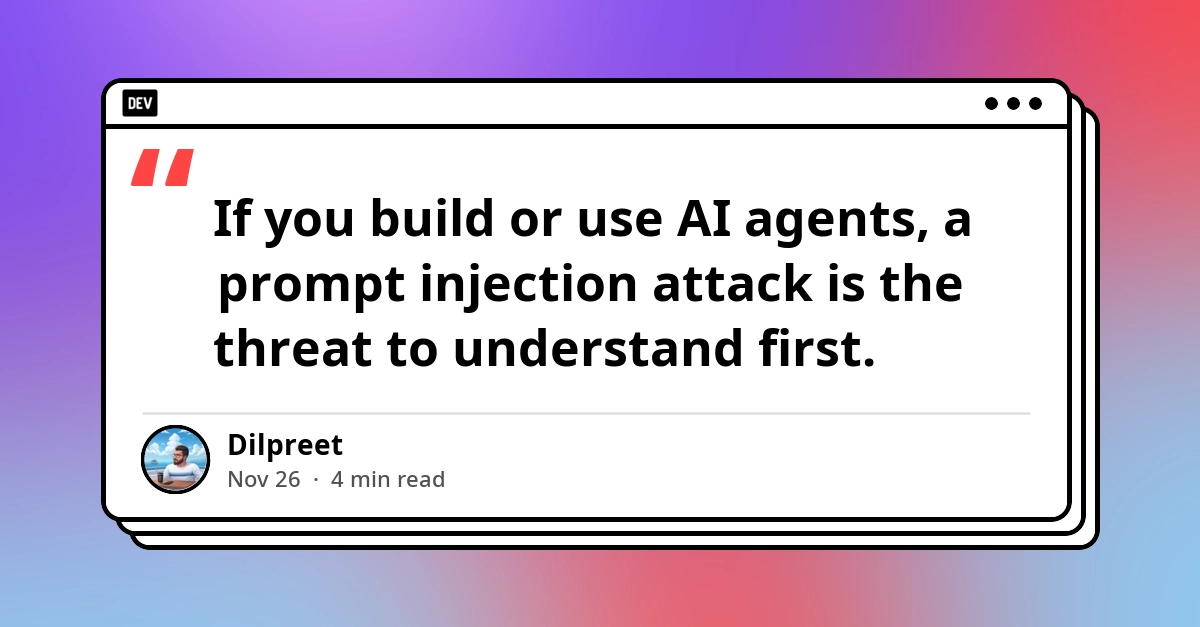 DEV
“
If you build or use AI agents, a
prompt injection attack is the
threat to understand first.
Dilpreet
Nov 26 · 4 min read